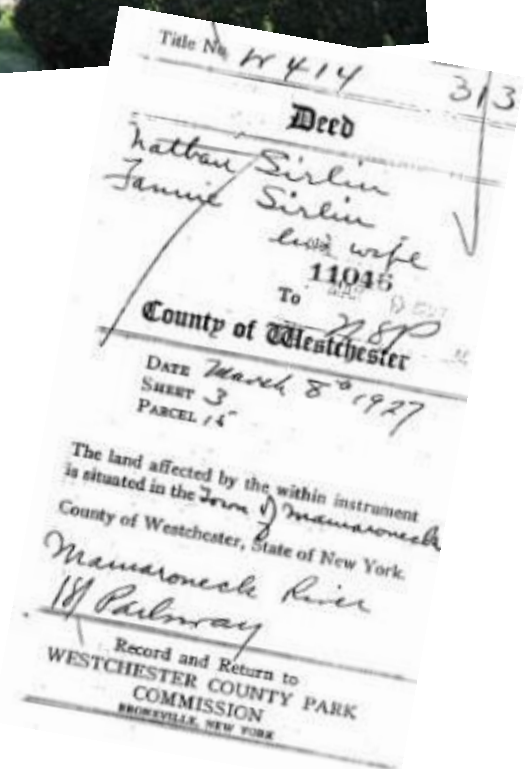 Title No. W 414
313
Deed
Nathan Sirlin
Fannie Sirlin
his wife
11046
To
County of Westchester
DATE March 8th 1927
SHEET 3
PARCEL 15
The land affected by the within instrument
is situated in the Town of Mamaroneck
County of Westchester, State of New York.
Mamaroneck River
Parkway
Record and Return to
WESTCHESTER COUNTY PARK
COMMISSION
BRONXVILLE, NEW YORK